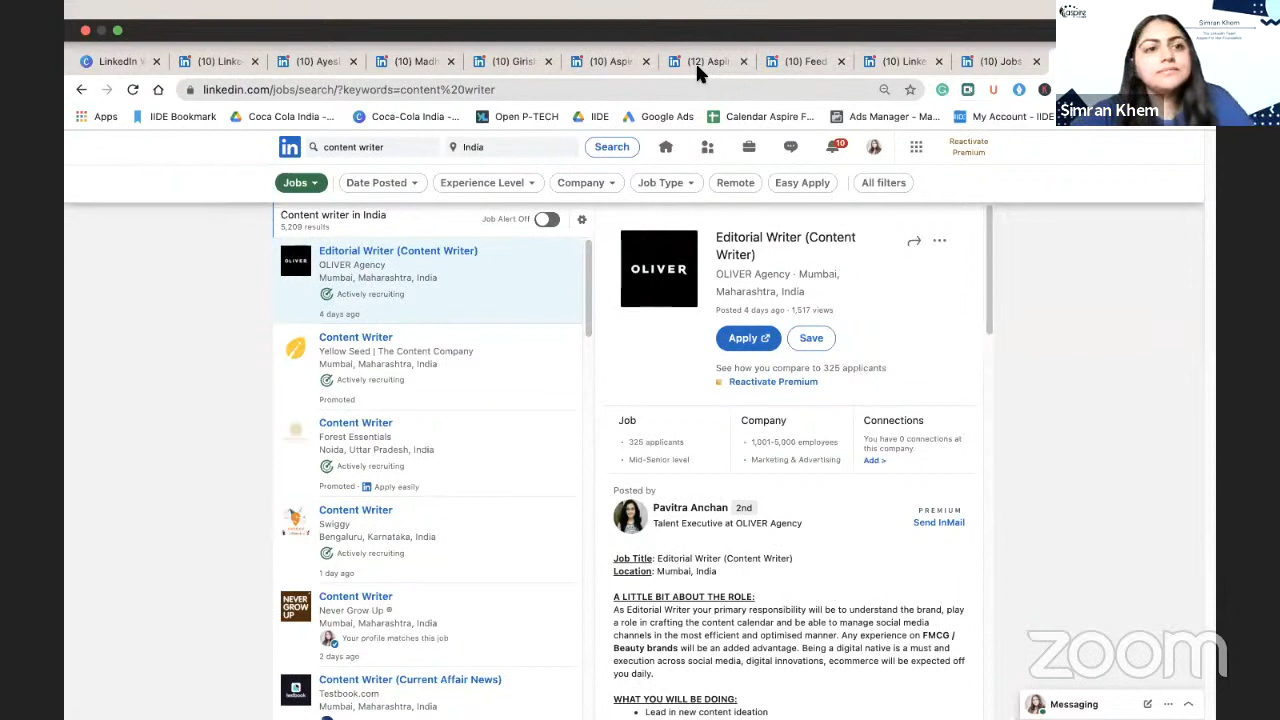 LinkedIn V
(10) Linke
(10) Ayesl
(10) Linke
(10) Madi
(10) Girisl
(10) Aspe
(12) Aspi
(10) Feed
(10) Linke
(10) Jobs
linkedin.com/jobs/search/?keywords=content%20writer
Apps
IIDE Bookmark
Coca Cola India -...
Coca-Cola India -...
Open P-TECH
IIDE
Google Ads
Calendar Aspire F...
Ads Manager - Ma...
My Account - IIDE
aspire
Simran Khem
Simran Khem
in
content writer
India
Search
10
Reactivate
Premium
Jobs
Date Posted
Experience Level
Company
Job Type
Remote
Easy Apply
All filters
Content writer in India
5,209 results
Job Alert Off
OLIVER
Editorial Writer (Content Writer)
OLIVER Agency
Mumbai, Maharashtra, India
Actively recruiting
4 days ago
Content Writer
Yellow Seed | The Content Company
Mumbai, Maharashtra, India
Actively recruiting
Promoted
Content Writer
Forest Essentials
Noida, Uttar Pradesh, India
Actively recruiting
Promoted · in Apply easily
Content Writer
Swiggy
Bengaluru, Karnataka, India
Actively recruiting
1 day ago
NEVER
GROW
UP
Content Writer
Never Grow Up ®
Mumbai, Maharashtra, India
Your profile matches this job
2 days ago
testbook
Content Writer (Current Affair News)
Testbook.com
Mumbai, Maharashtra, India
OLIVER
Editorial Writer (Content
Writer)
OLIVER Agency · Mumbai,
Maharashtra, India
Posted 4 days ago · 1,517 views
Apply
Save
See how you compare to 325 applicants
Reactivate Premium
Job
· 325 applicants
· Mid-Senior level
Company
· 1,001-5,000 employees
· Marketing & Advertising
Connections
You have 0 connections at
this company.
Add >
Posted by
Pavitra Anchan 2nd
Talent Executive at OLIVER Agency
PREMIUM
Send InMail
Job Title: Editorial Writer (Content Writer)
Location: Mumbai, India
A LITTLE BIT ABOUT THE ROLE:
As Editorial Writer your primary responsibility will be to understand the brand, play
a role in crafting the content calendar and be able to manage social media
channels in the most efficient and optimised manner. Any experience on FMCG /
Beauty brands will be an added advantage. Being a digital native is a must and
execution across social media, digital innovations, ecommerce will be expected off
you daily.
WHAT YOU WILL BE DOING:
• Lead in new content ideation
zoom
Messaging